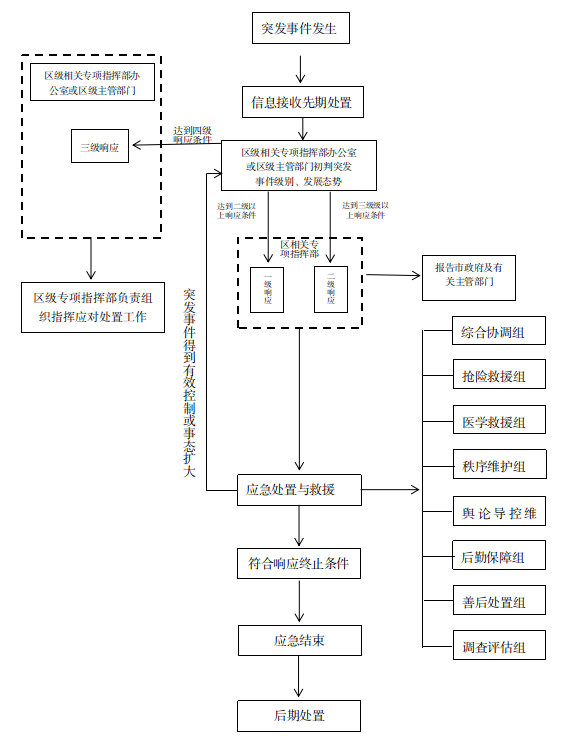 突发事件发生
信息接收先期处置
区级相关专项指挥部办
公室或区级主管部门
三级响应
达到四级
响应条件
区级相关专项指挥部办公室
或区级主管部门初判突发
事件级别、发展态势
达到二级以
上响应条件
达到三级级以
上响应条件
区相关专
项指挥部
一级响应
二级响应
报告市政府及有
关主管部门
区级专项指挥部负责组
织指挥应对处置工作
突发事件得到有效控制或事态扩大
应急处置与救援
综合协调组
抢险救援组
医学救援组
秩序维护组
舆论导控维
后勤保障组
善后处置组
调查评估组
符合响应终止条件
应急结束
后期处置